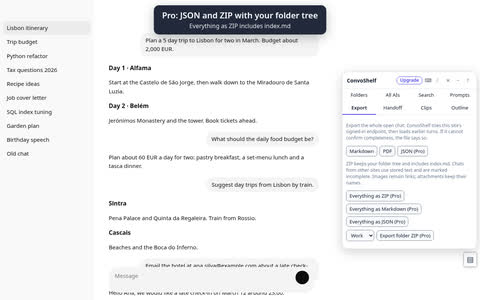 Pro: JSON and ZIP with your folder tree
Everything as ZIP includes index.md
Lisbon itinerary
Trip budget
Python refactor
Tax questions 2026
Recipe ideas
Job cover letter
SQL index tuning
Garden plan
Birthday speech
Old chat
Plan a 5 day trip to Lisbon for two in March. Budget about
2,000 EUR.
Day 1 · Alfama
Start at the Castelo de São Jorge, then walk down to the Miradouro de Santa
Luzia.
Day 2 · Belém
Jerónimos Monastery and the tower. Book tickets ahead.
What should the daily food budget be?
Plan about 60 EUR a day for two: pastry breakfast, a set-menu lunch and a
tasca dinner.
Suggest day trips from Lisbon by train.
Sintra
Pena Palace and Quinta da Regaleira. Train from Rossio.
Cascais
Beaches and the Boca do Inferno.
Email the hotel at ana.silva@example.com about a late check-
Message
Hello Ana, we would like a late check-in on March 12 around 23:00.
ConvoShelf
Upgrade
Folders All AIs Search Prompts
Export Handoff Clips Outline
Export the whole open chat. ConvoShelf tries this site's
signed-in endpoint, then loads earlier turns. If it cannot
confirm completeness, the file says so.
Markdown PDF JSON (Pro)
ZIP keeps your folder tree and includes index.md. Chats
from other sites use stored text and are marked
incomplete. Images remain links; attachments keep their
names.
Everything as ZIP (Pro)
Everything as Markdown (Pro)
Everything as JSON (Pro)
Work Export folder ZIP (Pro)